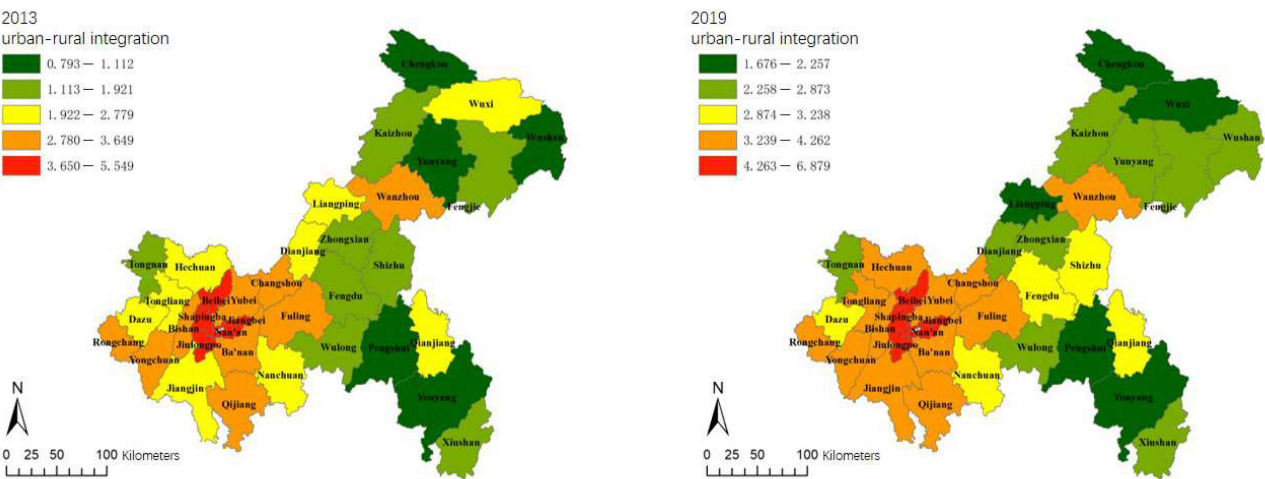 2013
urban-rural integration
0.793— 1.112
1.113— 1.921
1.922— 2.779
2.780— 3.649
3.650— 5.549
Chengkou
Wuxi
Kaizhou
Wushan
Yunyang
Wanzhou
Fengjie
Liangping
Zhongxian
Dianjiang
Tongnan
Hechuan
Shizhu
Changshou
Fengdu
Tongliang
Beibei Yubei
Dazu
Shapingba
Jiangbei
Fuling
Bishan
Nan'an
Rongchang
Jiulongpo
Wulong
Pengshui
Qianjiang
Yongchuan
Ba'nan
Nanchuan
Jiangjin
Qijiang
Youyang
Xiushan
N
0 25 50 100 Kilometers
2019
urban-rural integration
1.676— 2.257
2.258— 2.873
2.874— 3.238
3.239— 4.262
4.263— 6.879
Chengkou
Wuxi
Kaizhou
Wushan
Yunyang
Wanzhou
Fengjie
Liangping
Zhongxian
Dianjiang
Tongnan
Hechuan
Shizhu
Changshou
Fengdu
Tongliang
Beibei Yubei
Dazu
Shapingba
Jiangbei
Fuling
Bishan
Nan'an
Rongchang
Jiulongpo
Wulong
Pengshui
Qianjiang
Yongchuan
Ba'nan
Nanchuan
Jiangjin
Qijiang
Youyang
Xiushan
N
0 25 50 100 Kilometers